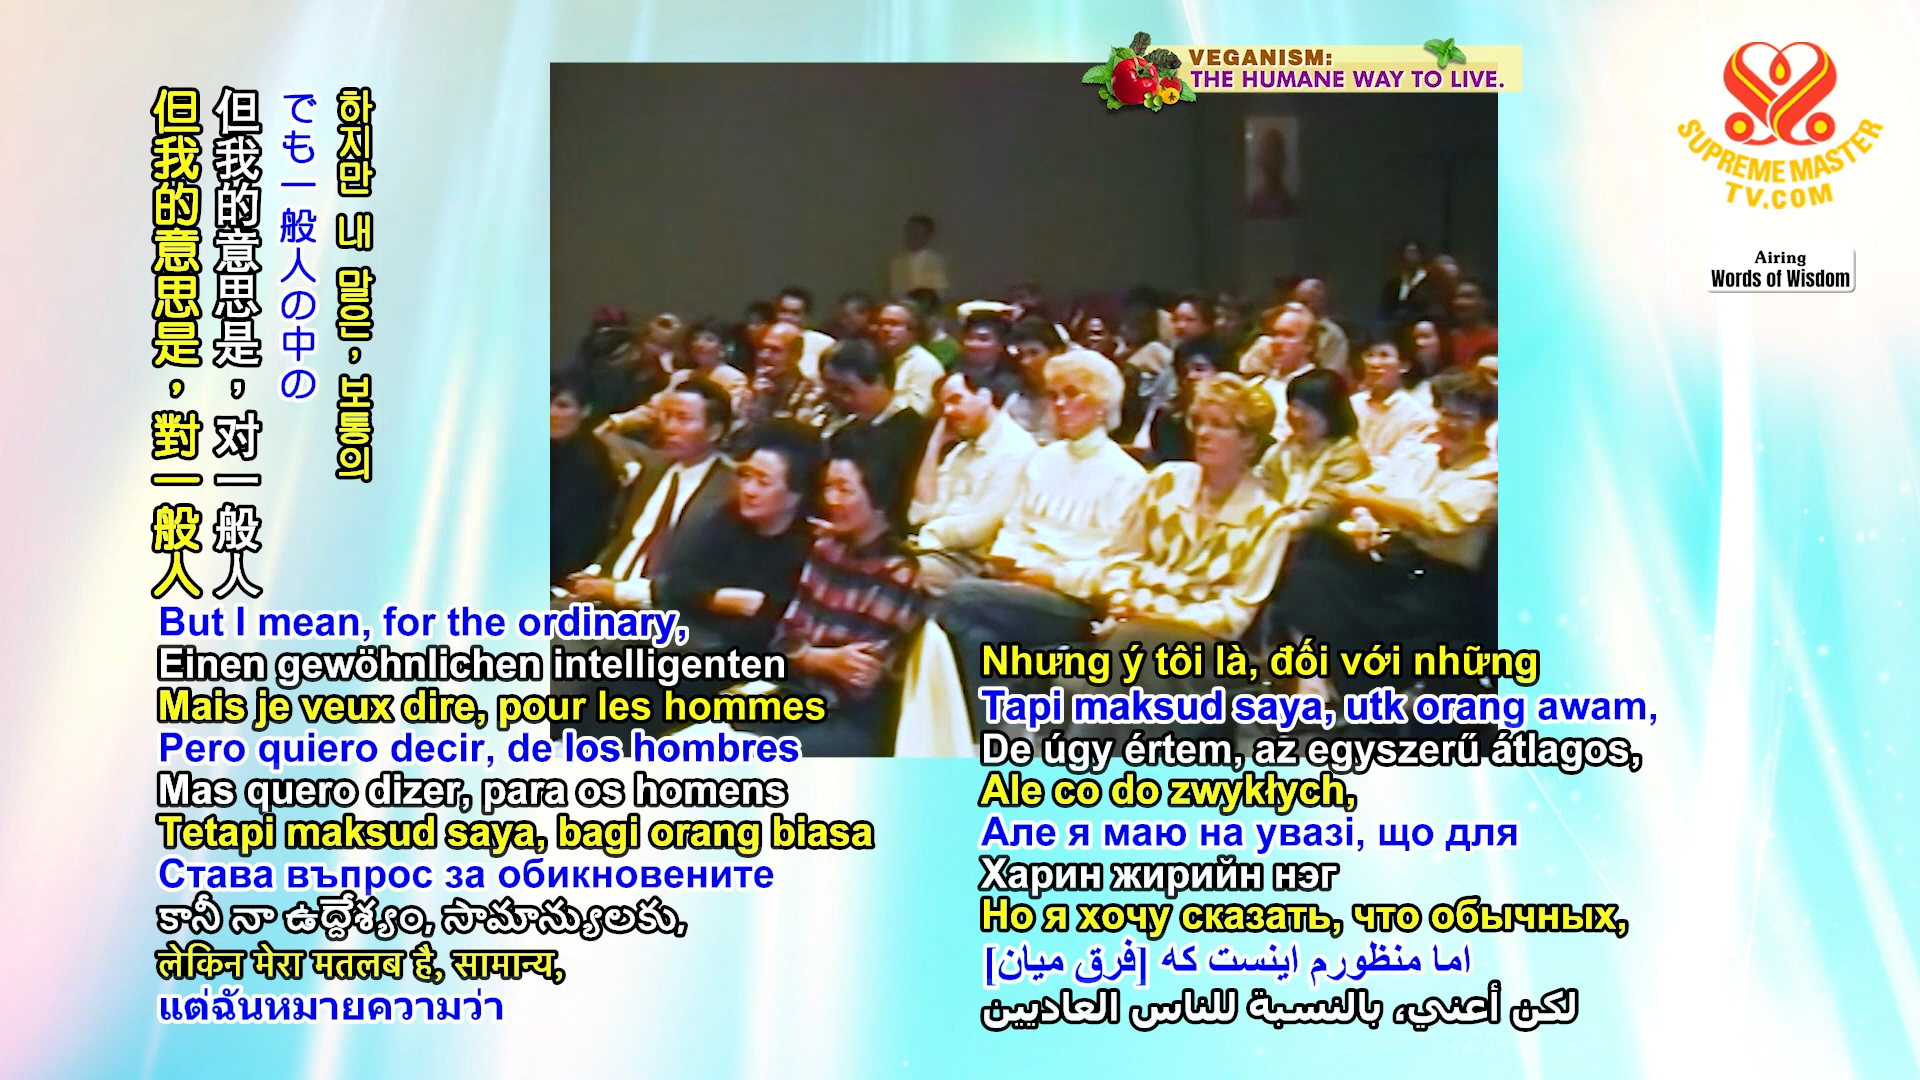 VEGANISM:
THE HUMANE WAY TO LIVE.
SUPREME MASTER
TV.COM
Airing
Words of Wisdom
하지만 내 말은, 보통의
でも一般人の中の
但我的意思是，对一般人
但我的意思是，對一般人
But I mean, for the ordinary,
Einen gewöhnlichen intelligenten
Mais je veux dire, pour les hommes
Pero quiero decir, de los hombres
Mas quero dizer, para os homens
Tetapi maksud saya, bagi orang biasa
Става въпрос за обикновените
కానీ నా ఉద్దేశ్యం, సామాన్యులకు,
लेकिन मेरा मतलब है, सामान्य,
แต่ฉันหมายความว่า
Nhưng ý tôi là, đối với những
Tapi maksud saya, utk orang awam,
De úgy értem, az egyszerű átlagos,
Ale co do zwykłych,
Але я маю на увазі, що для
Харин жирийн нэг
Но я хочу сказать, что обычных,
اما منظورم اینست که [فرق میان]
لكن أعني، بالنسبة للناس العاديين